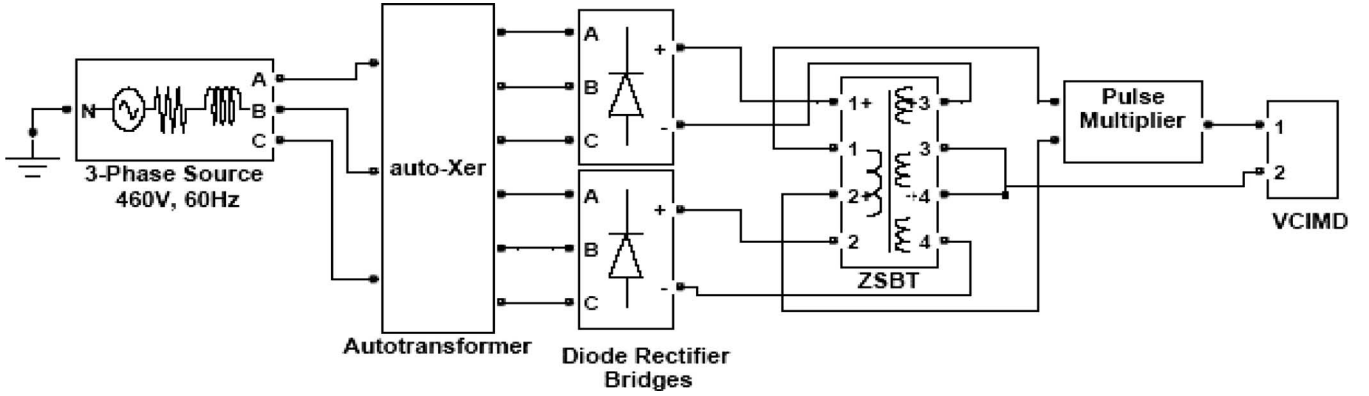 N
A
B
C
3-Phase Source
460V, 60Hz
auto-Xer
Autotransformer
A
B
C
+
-
A
B
C
+
-
Diode Rectifier
Bridges
1+
1
2+
2
+3
3
+4
4
ZSBT
Pulse
Multiplier
1
2
VCIMD